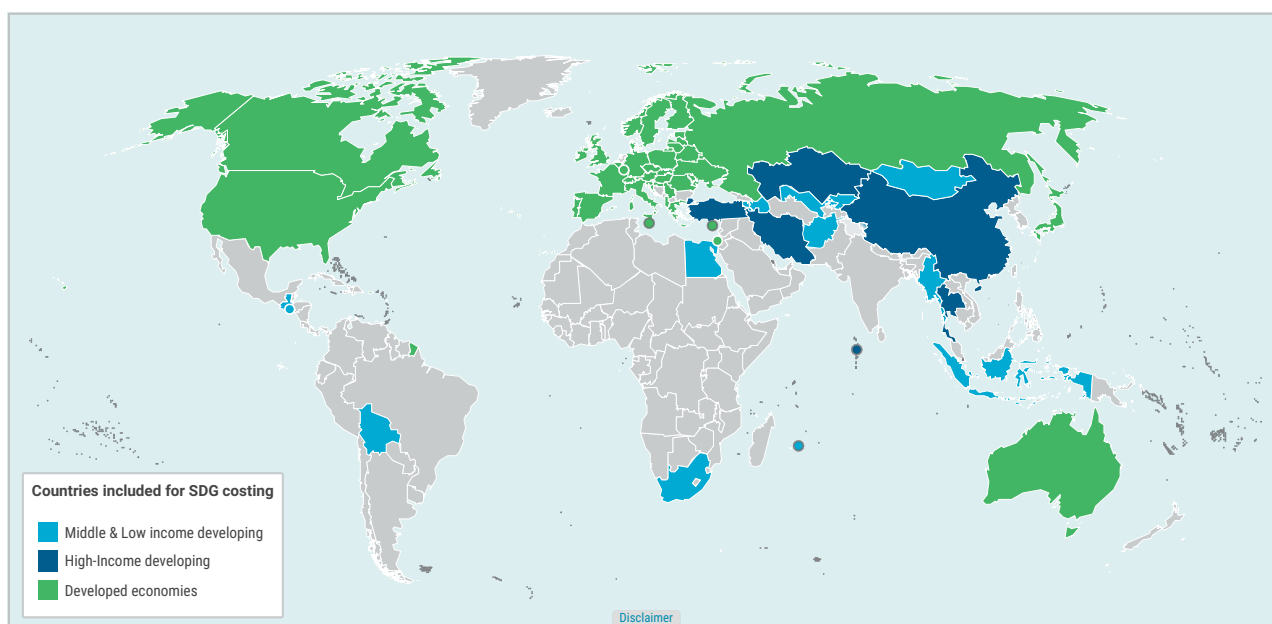 Countries included for SDG costing
Middle & Low income developing
High-Income developing
Developed economies
Disclaimer